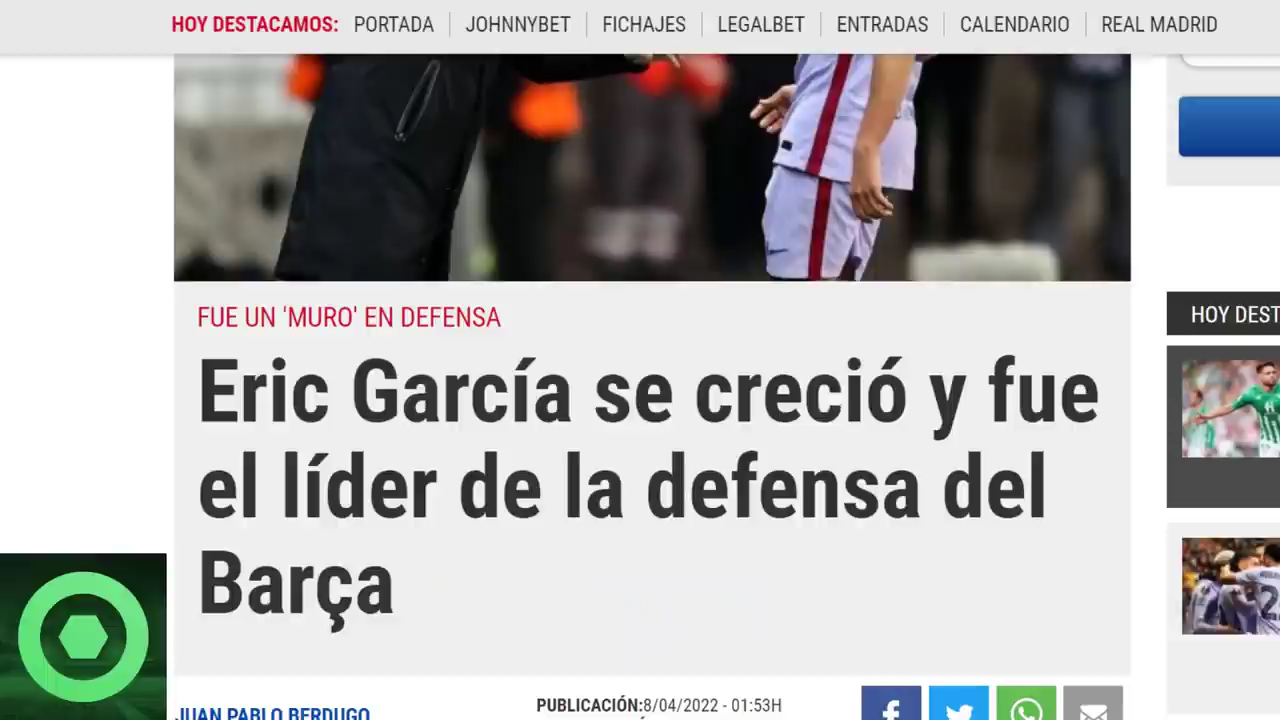 HOY DESTACAMOS: PORTADA JOHNNYBET FICHAJES LEGALBET ENTRADAS CALENDARIO REAL MADRID
FUE UN 'MURO' EN DEFENSA
HOY DEST
Eric García se creció y fue
el líder de la defensa del
Barça
JUAN PABLO BERDUGO
PUBLICACIÓN:8/04/2022 - 01:53H